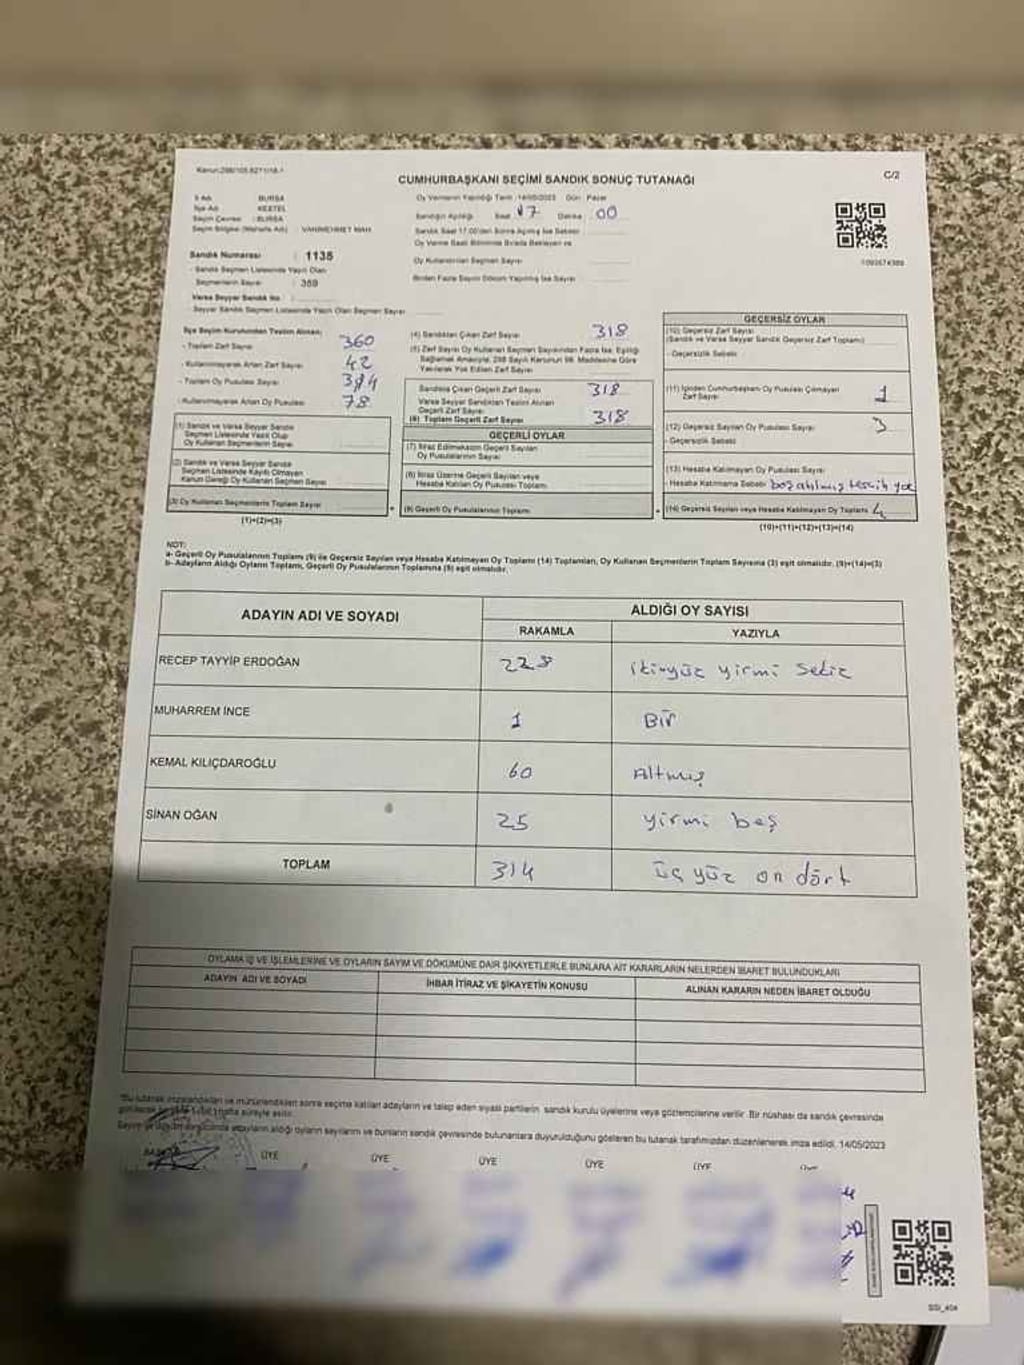 Kanun:298/105.6271/18.1
C/2
CUMHURBAŞKANI SEÇİMİ SANDIK SONUÇ TUTANAĞI
İl Adı BURSA
İlçe Adı KESTEL
Seçim Çevresi : BURSA
Seçim Bölgesi (Mahalle Adı) : VANİMEHMET MAH.
Sandık Numarası : 1135
- Sandık Seçmen Listesinde Yazılı Olan
Seçmenlerin Sayısı : 359
Varsa Seyyar Sandık No :
- Seyyar Sandık Seçmen Listesinde Yazılı Olan Seçmen Sayısı :
Oy Vermenin Yapıldığı Tarih :14/05/2023 Gün : Pazar
Sandığın Açılışı Saat 17 Dakika 00
Sandık Saat 17.00'den Sonra Açılmış İse Sebebi
Oy Verme Saati Bitiminde Sırada Bekleyen ve
Oy Kullandırılan Seçmen Sayısı
Birden Fazla Sayım Döküm Yapılmış İse Sayısı
İlçe Seçim Kurulundan Teslim Alınan;
- Toplam Zarf Sayısı 360
- Kullanılmayarak Artan Zarf Sayısı 42
- Toplam Oy Pusulası Sayısı
- Kullanılmayarak Artan Oy Pusulası 78
(1) Sandık ve Varsa Seyyar Sandık
Seçmen Listesinde Yazılı Olup
Oy Kullanan Seçmenlerin Sayısı
(2) Sandık ve Varsa Seyyar Sandık
Seçmen Listesinde Kayıtlı Olmayan
Kanun Gereği Oy Kullanan Seçmen Sayısı
(3) Oy Kullanan Seçmenlerin Toplam Sayısı
(1)+(2)=(3)
(4) Sandıktan Çıkan Zarf Sayısı 318
(5) Zarf Sayısı Oy Kullanan Seçmen Sayısından Fazla İse, Eşitliği
Sağlamak Amacıyla, 298 Sayılı Kanunun 98. Maddesine Göre
Yakılarak Yok Edilen Zarf Sayısı
Sandıkta Çıkan Geçerli Zarf Sayısı 318
Varsa Seyyar Sandıktan Teslim Alınan
Geçerli Zarf Sayısı
(6) Toplam Geçerli Zarf Sayısı 318
GEÇERLİ OYLAR
(7) İtiraz Edilmeksizin Geçerli Sayılan
Oy Pusulalarının Sayısı
(8) İtiraz Üzerine Geçerli Sayılan veya
Hesaba Katılan Oy Pusulası Toplamı
(9) Geçerli Oy Pusulalarının Toplamı
GEÇERSİZ OYLAR
(10) Geçersiz Zarf Sayısı
(Sandık ve Varsa Seyyar Sandık Geçersiz Zarf Toplamı)
- Geçersizlik Sebebi
(11) İçinden Cumhurbaşkanı Oy Pusulası Çıkmayan
Zarf Sayısı 1
(12) Geçersiz Sayılan Oy Pusulası Sayısı 3
- Geçersizlik Sebebi
(13) Hesaba Katılmayan Oy Pusulası Sayısı
- Hesaba Katılmama Sebebi boş atılmış tercih yok
(14) Geçersiz Sayılan veya Hesaba Katılmayan Oy Toplamı 4
(10)+(11)+(12)+(13)=(14)
NOT:
a- Geçerli Oy Pusulalarının Toplamı (9) ile Geçersiz Sayılan veya Hesaba Katılmayan Oy Toplamı (14) Toplamları, Oy Kullanan Seçmenlerin Toplam Sayısına (3) eşit olmalıdır. (9)+(14)=(3)
b- Adayların Aldığı Oyların Toplamı, Geçerli Oy Pusulalarının Toplamına (9) eşit olmalıdır.
ADAYIN ADI VE SOYADI ALDIĞI OY SAYISI
RAKAMLA YAZIYLA
RECEP TAYYİP ERDOĞAN 228 ikiyüz yirmi sekiz
MUHARREM İNCE 1 Bir
KEMAL KILIÇDAROĞLU 60 Altmış
SİNAN OĞAN 25 yirmi beş
TOPLAM 314 üç yüz on dört
OYLAMA İŞ VE İŞLEMLERİNE VE OYLARIN SAYIM VE DÖKÜMÜNE DAİR ŞİKAYETLERLE BUNLARA AİT KARARLARIN NELERDEN İBARET BULUNDUKLARI
ADAYIN ADI VE SOYADI İHBAR İTİRAZ VE ŞİKAYETİN KONUSU ALINAN KARARIN NEDEN İBARET OLDUĞU
*Bu tutanak imzalandıktan ve mühürlendikten sonra seçime katılan adayların ve talep eden siyasi partilerin sandık kurulu üyelerine veya gözlemcilerine verilir. Bir nüshası da sandık çevresinde
hafta süreyle asılır.
adayların aldığı oyların sayılarını ve bunların sandık çevresinde bulunanlara duyurulduğunu gösteren bu tutanak tarafımızdan düzenlenerek imza edildi. 14/05/2023
BAŞKAN ÜYE ÜYE ÜYE ÜYE ÜYE
SSI_404